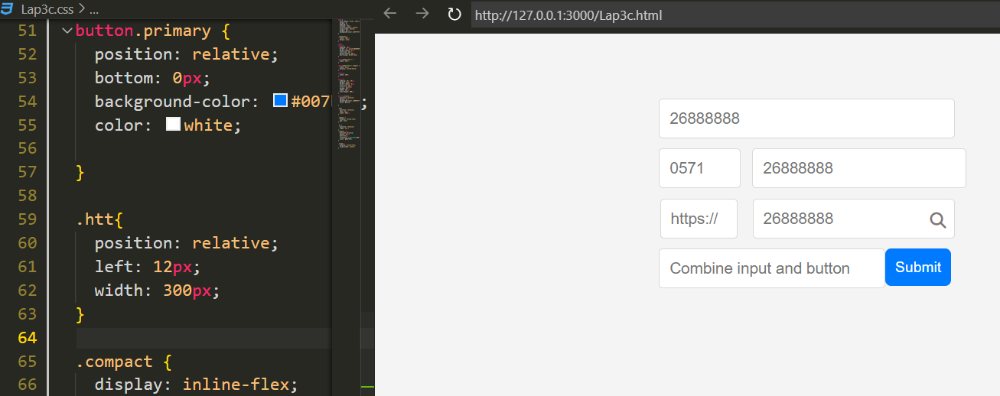 Lap3c.css > ...
http://127.0.0.1:3000/Lap3c.html
51 button.primary {
52 position: relative;
53 bottom: 0px;
54 background-color: #007 ;
55 color: white;
56
57 }
58
59 .htt{
60 position: relative;
61 left: 12px;
62 width: 300px;
63 }
64
65 .compact {
66 display: inline-flex;
26888888
0571 26888888
https:// 26888888
Combine input and button Submit